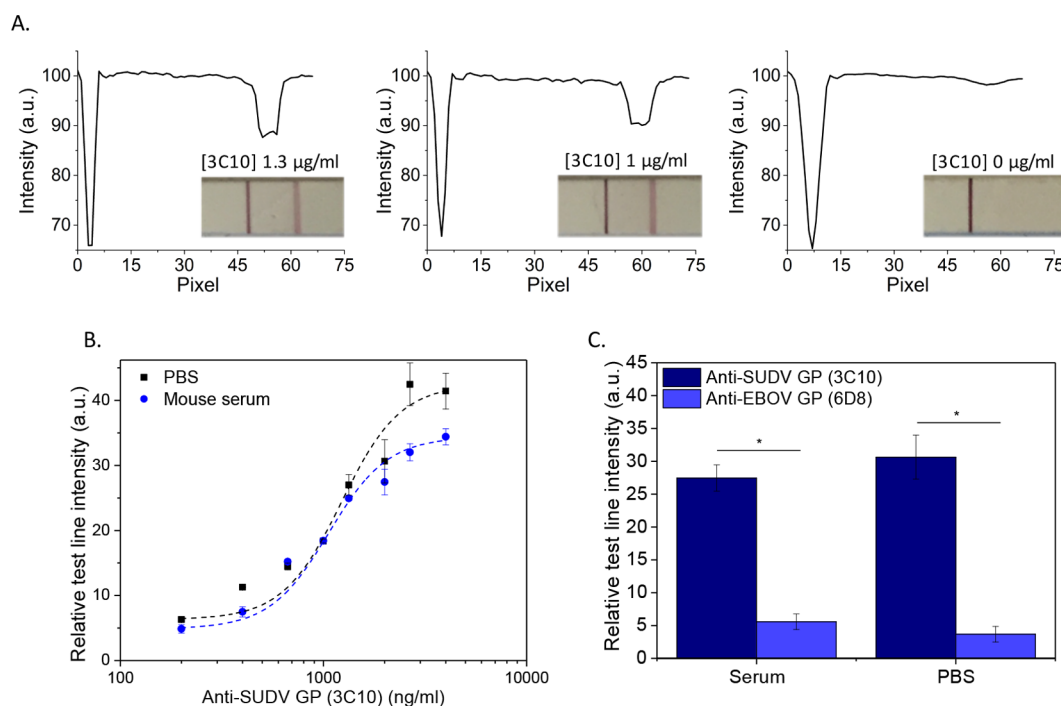 A.
Intensity (a.u.)
100
90
80
70
0
15
30
45
60
75
Pixel
[3C10] 1.3 µg/ml
Intensity (a.u.)
100
90
80
70
0
15
30
45
60
75
Pixel
[3C10] 1 µg/ml
Intensity (a.u.)
100
90
80
70
0
15
30
45
60
75
Pixel
[3C10] 0 µg/ml
B.
PBS
Mouse serum
Relative test line intensity (a.u.)
40
30
20
10
0
100
1000
10000
Anti-SUDV GP (3C10) (ng/ml)
C.
Anti-SUDV GP (3C10)
Anti-EBOV GP (6D8)
Relative test line intensity (a.u.)
45
40
35
30
25
20
15
10
5
0
*
*
Serum
PBS